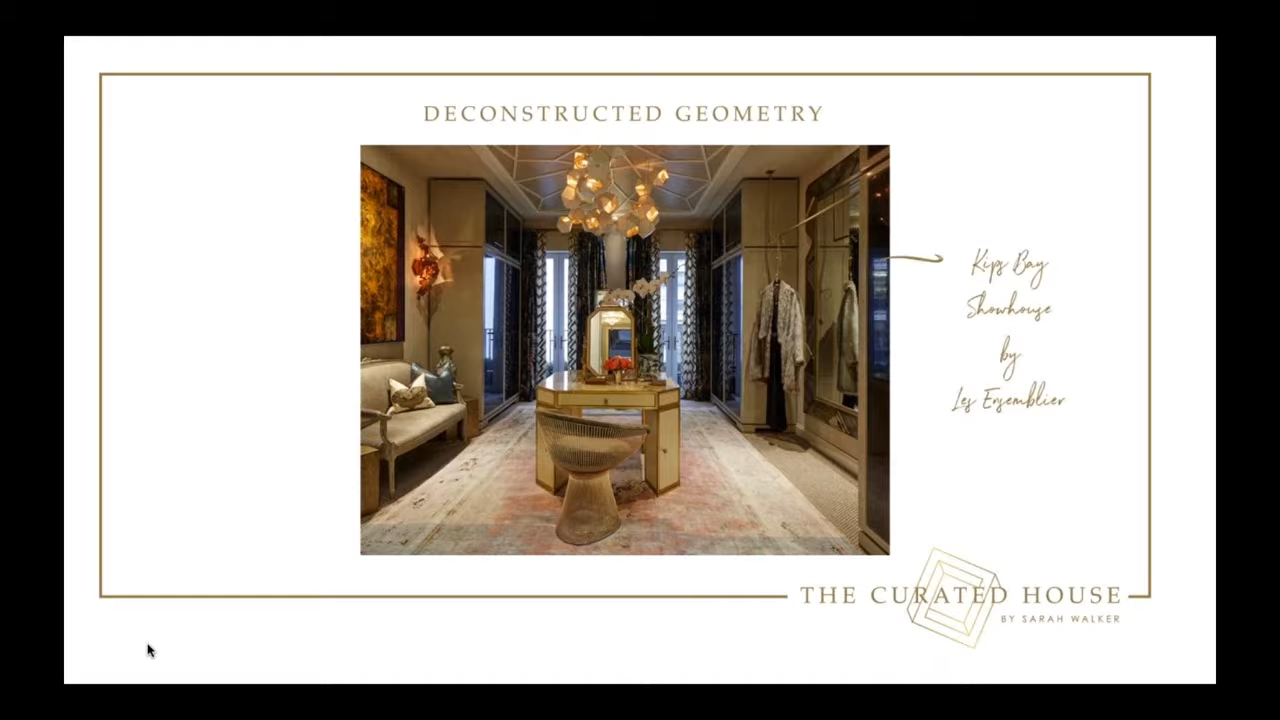 DECONSTRUCTED GEOMETRY
Kips Bay
Showhouse
by
Les Ensemblier
THE CURATED HOUSE
BY SARAH WALKER